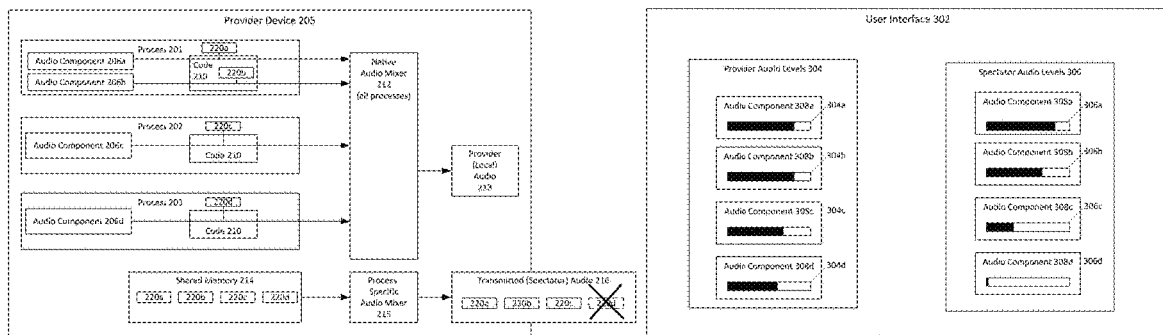 Provider Device 205
Process 201
220a
Audio Component 206a
Code
210
220b
Audio Component 206b
Native
Audio Mixer
212
(all processes)
Process 202
220c
Audio Component 206c
Code 210
Provider
(Local)
Audio
213
Process 203
220d
Audio Component 206d
Code 210
Shared Memory 214
220a
220b
220c
220d
Process
Specific
Audio Mixer
215
Transmitted (Spectator) Audio 216
220a
220b
220c
220d
User Interface 302
Provider Audio Levels 304
Audio Component 308a
304a
Audio Component 308b
304b
Audio Component 308c
304c
Audio Component 308d
304d
Spectator Audio Levels 306
Audio Component 308a
306a
Audio Component 308b
306b
Audio Component 308c
306c
Audio Component 308d
306d